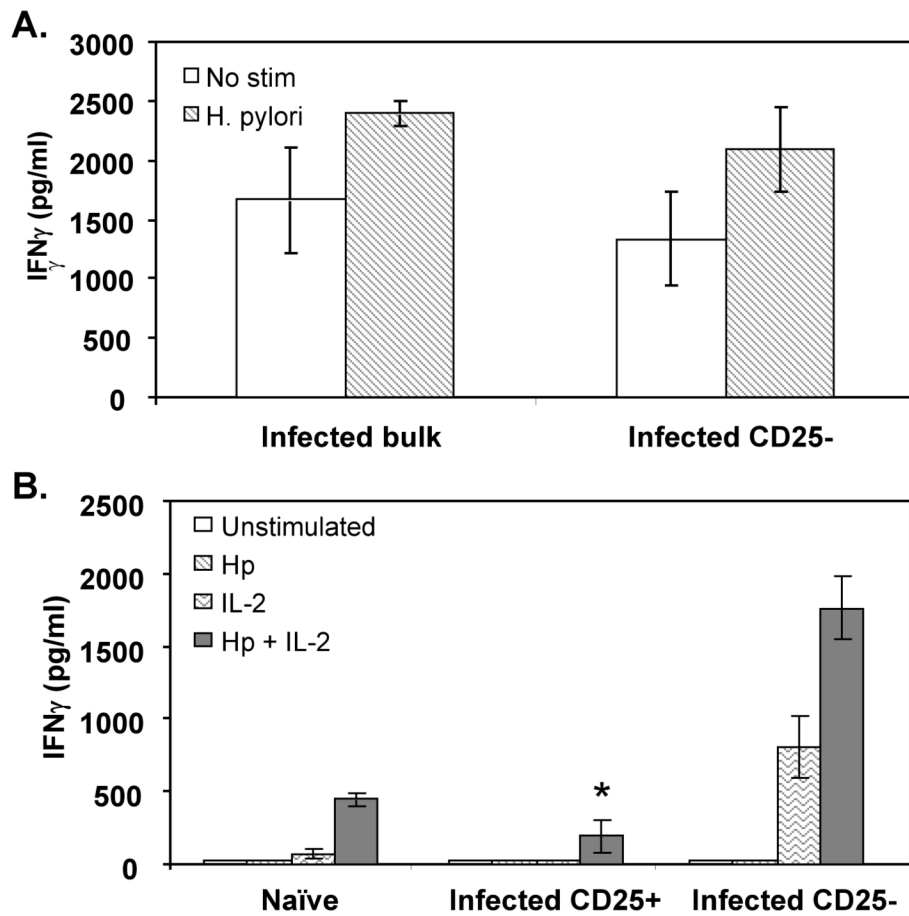 A.
3000
2500
2000
1500
1000
500
0
IFNγ (pg/ml)
γ
No stim
H. pylori
Infected bulk
Infected CD25-
B.
2500
2000
1500
1000
500
0
IFNγ (pg/ml)
Unstimulated
Hp
IL-2
Hp + IL-2
*
Naïve
Infected CD25+
Infected CD25-